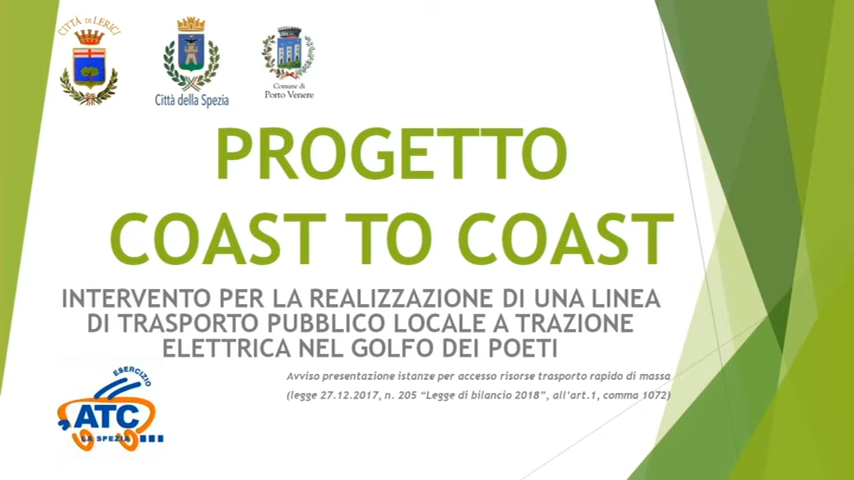 CITTÀ DI LERICI
Città della Spezia
Comune di
Porto Venere
PROGETTO
COAST TO COAST
INTERVENTO PER LA REALIZZAZIONE DI UNA LINEA
DI TRASPORTO PUBBLICO LOCALE A TRAZIONE
ELETTRICA NEL GOLFO DEI POETI
Avviso presentazione istanze per accesso risorse trasporto rapido di massa
(legge 27.12.2017, n. 205 “Legge di bilancio 2018”, all’art.1, comma 1072)
ESERCIZIO
ATC
LA SPEZIA